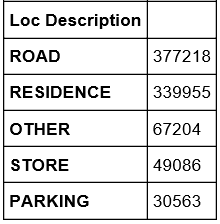 Loc Description
ROAD 377218
RESIDENCE 339955
OTHER 67204
STORE 49086
PARKING 30563